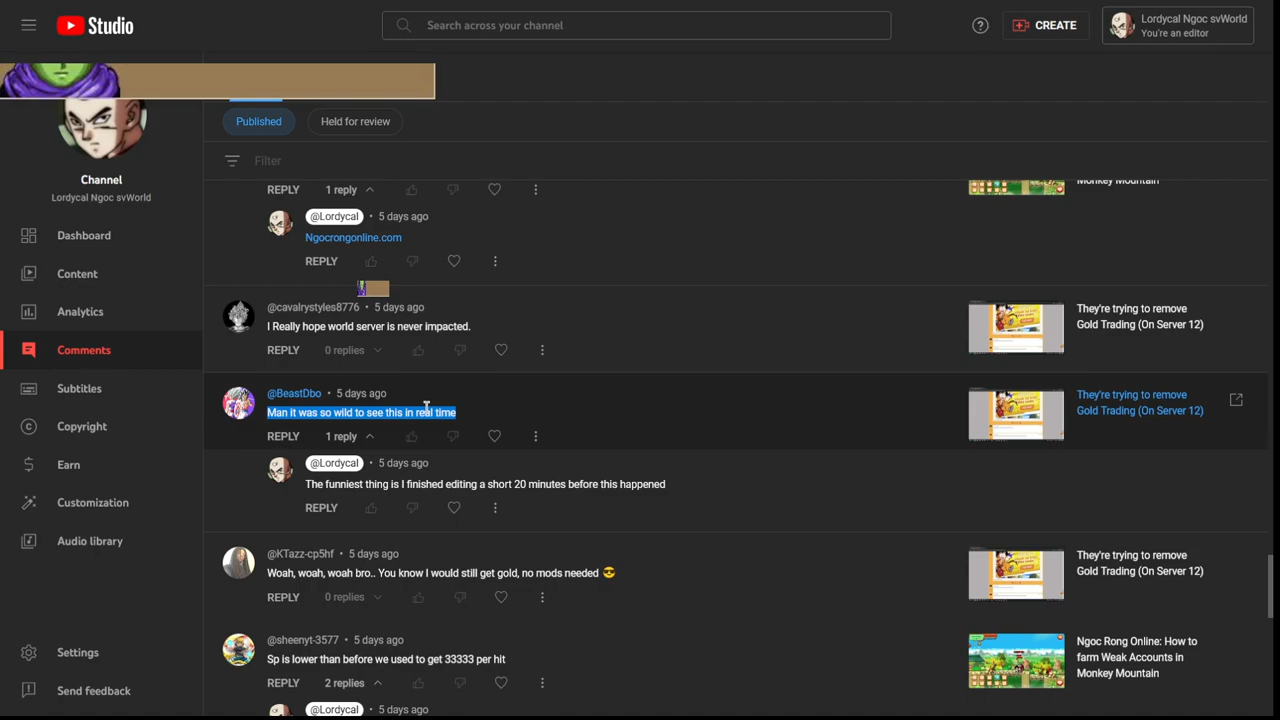 Studio
Search across your channel
CREATE
Lordycal Ngoc svWorld
You're an editor
Published
Held for review
Filter
Channel
Lordycal Ngoc svWorld
Dashboard
Content
Analytics
Comments
Subtitles
Copyright
Earn
Customization
Audio library
Settings
Send feedback
REPLY 1 reply
Monkey Mountain
@Lordycal • 5 days ago
Ngocrongonline.com
REPLY
@cavalrystyles8776 • 5 days ago
I Really hope world server is never impacted.
REPLY 0 replies
They're trying to remove
Gold Trading (On Server 12)
@BeastDbo • 5 days ago
Man it was so wild to see this in real time
REPLY 1 reply
They're trying to remove
Gold Trading (On Server 12)
@Lordycal • 5 days ago
The funniest thing is I finished editing a short 20 minutes before this happened
REPLY
@KTazz-cp5hf • 5 days ago
Woah, woah, woah bro.. You know I would still get gold, no mods needed 😎
REPLY 0 replies
They're trying to remove
Gold Trading (On Server 12)
@sheenyt-3577 • 5 days ago
Sp is lower than before we used to get 33333 per hit
REPLY 2 replies
Ngoc Rong Online: How to
farm Weak Accounts in
Monkey Mountain
@Lordycal • 5 days ago